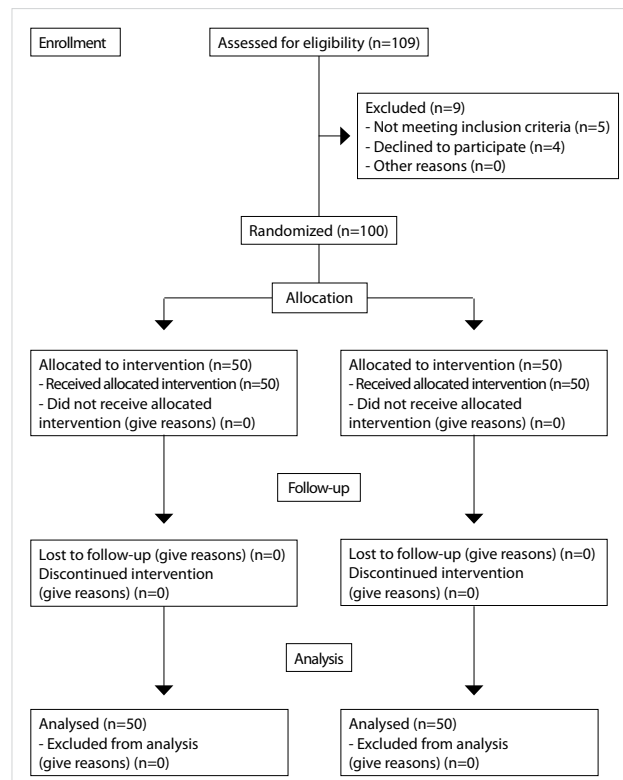 Enrollment
Assessed for eligibility (n=109)
Excluded (n=9)
- Not meeting inclusion criteria (n=5)
- Declined to participate (n=4)
- Other reasons (n=0)
Randomized (n=100)
Allocation
Allocated to intervention (n=50)
- Received allocated intervention (n=50)
- Did not receive allocated
intervention (give reasons) (n=0)
Allocated to intervention (n=50)
- Received allocated intervention (n=50)
- Did not receive allocated
intervention (give reasons) (n=0)
Follow-up
Lost to follow-up (give reasons) (n=0)
Discontinued intervention
(give reasons) (n=0)
Lost to follow-up (give reasons) (n=0)
Discontinued intervention
(give reasons) (n=0)
Analysis
Analysed (n=50)
- Excluded from analysis
(give reasons) (n=0)
Analysed (n=50)
- Excluded from analysis
(give reasons) (n=0)